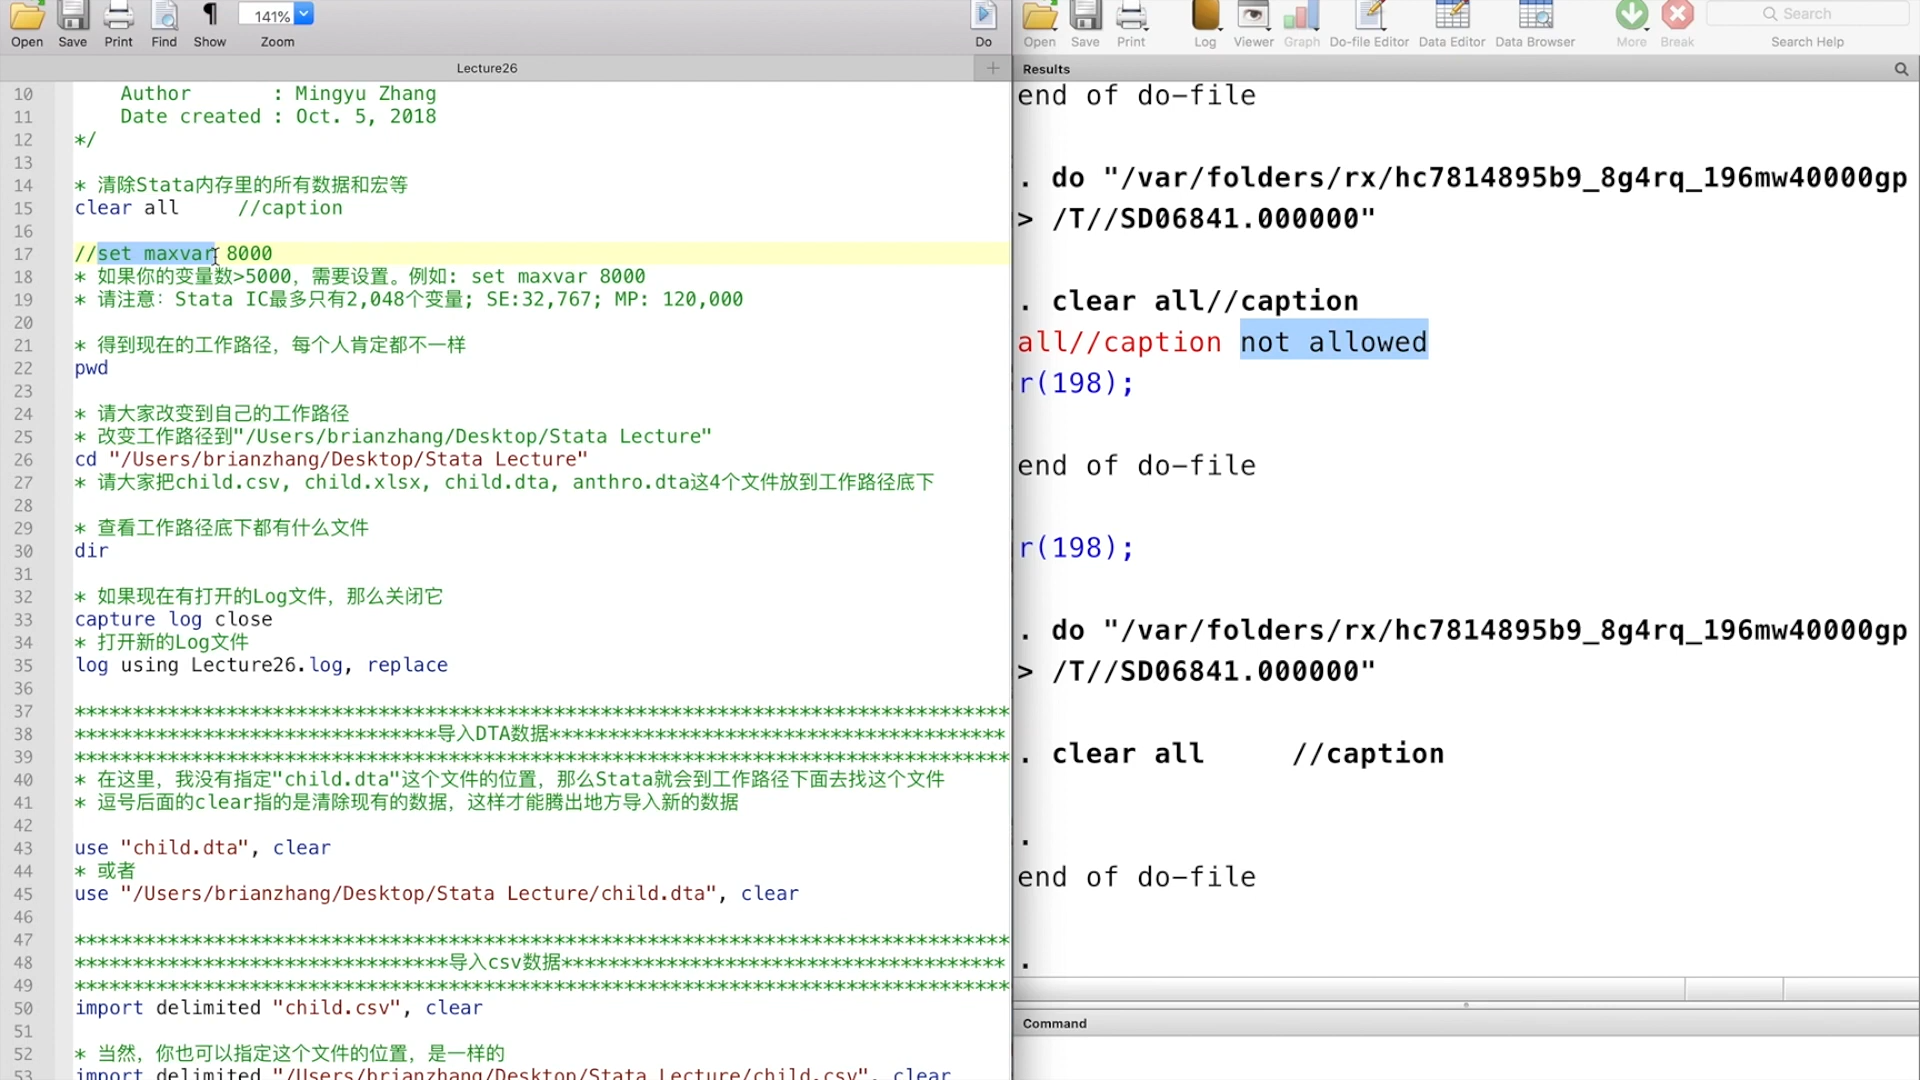 Open
Save
Print
Find
Show
141%
Zoom
Do
Lecture26
10 Author : Mingyu Zhang
11 Date created : Oct. 5, 2018
12 */
13
14 * 清除Stata内存里的所有数据和宏等
15 clear all //caption
16
17 //set maxvar 8000
18 * 如果你的变量数>5000，需要设置。例如: set maxvar 8000
19 * 请注意：Stata IC最多只有2,048个变量; SE:32,767; MP: 120,000
20
21 * 得到现在的工作路径，每个人肯定都不一样
22 pwd
23
24 * 请大家改变到自己的工作路径
25 * 改变工作路径到"/Users/brianzhang/Desktop/Stata Lecture"
26 cd "/Users/brianzhang/Desktop/Stata Lecture"
27 * 请大家把child.csv, child.xlsx, child.dta, anthro.dta这4个文件放到工作路径底下
28
29 * 查看工作路径底下都有什么文件
30 dir
31
32 * 如果现在有打开的Log文件，那么关闭它
33 capture log close
34 * 打开新的Log文件
35 log using Lecture26.log, replace
36
37 ********************************************************************************
38 *******************************导入DTA数据***************************************
39 ********************************************************************************
40 * 在这里，我没有指定"child.dta"这个文件的位置，那么Stata就会到工作路径下面去找这个文件
41 * 逗号后面的clear指的是清除现有的数据，这样才能腾出地方导入新的数据
42
43 use "child.dta", clear
44 * 或者
45 use "/Users/brianzhang/Desktop/Stata Lecture/child.dta", clear
46
47 ********************************************************************************
48 ********************************导入csv数据**************************************
49 ********************************************************************************
50 import delimited "child.csv", clear
51
52 * 当然，你也可以指定这个文件的位置，是一样的
53 import delimited "/Users/brianzhang/Desktop/Stata Lecture/child.csv", clear
Open
Save
Print
Log
Viewer
Graph
Do-file Editor
Data Editor
Data Browser
More
Break
Search
Search Help
Results
end of do-file
. do "/var/folders/rx/hc7814895b9_8g4rq_196mw40000gp
> /T//SD06841.000000"
. clear all//caption
all//caption not allowed
r(198);
end of do-file
r(198);
. do "/var/folders/rx/hc7814895b9_8g4rq_196mw40000gp
> /T//SD06841.000000"
. clear all //caption
.
end of do-file
.
Command